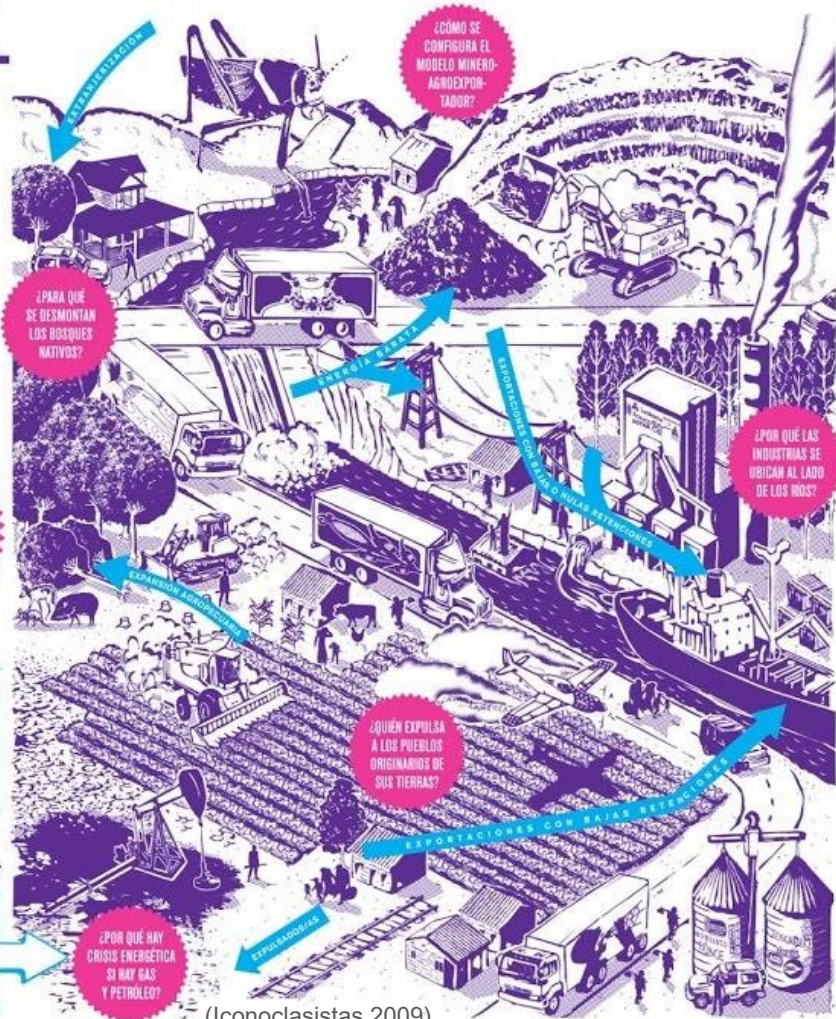 EXTRANJERIZACIÓN
¿CÓMO SE
CONFIGURA EL
MODELO MINERO-
AGROEXPOR-
TADOR?
¿PARA QUÉ
SE DESMONTAN
LOS BOSQUES
NATIVOS?
ENERGÍA BARATA
EXPORTACIONES CON BAJAS O NULAS RETENCIONES
¿POR QUÉ LAS
INDUSTRIAS SE
UBICAN AL LADO
DE LOS RIOS?
EXPANSIÓN AGROPECUARIA
¿QUIÉN EXPULSA
A LOS PUEBLOS
ORIGINARIOS DE
SUS TIERRAS?
EXPORTACIONES CON BAJAS RETENCIONES
EXPULSADOS/AS
¿POR QUÉ HAY
CRISIS ENERGÉTICA
SI HAY GAS
Y PETRÓLEO?
(Iconoclasistas 2009)